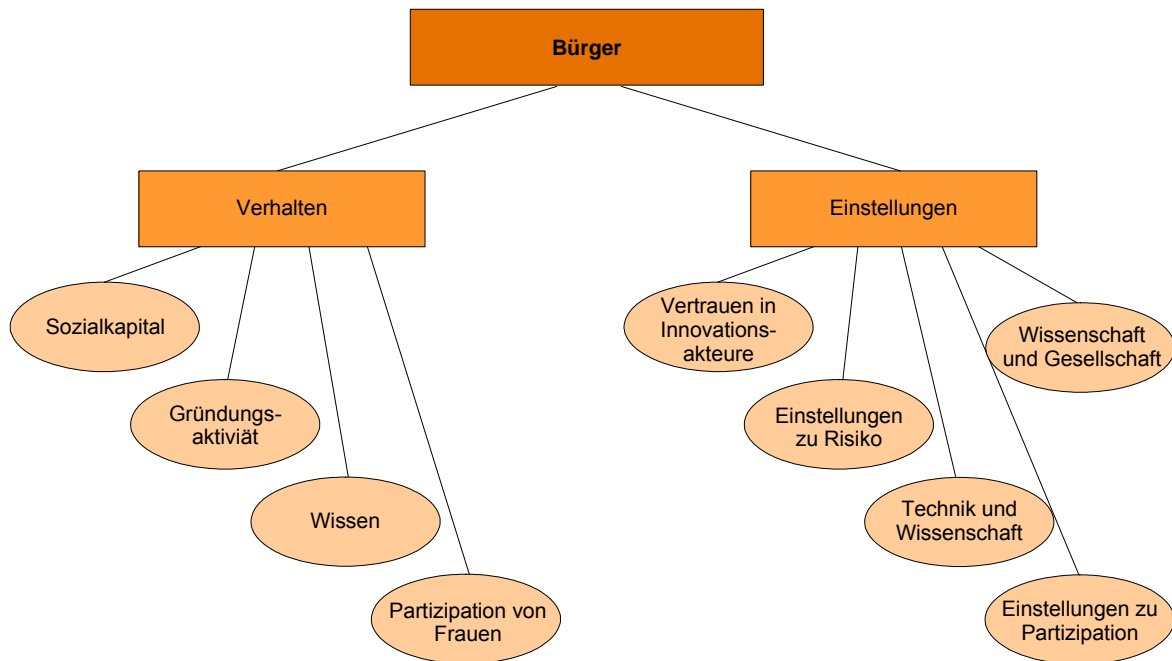 Bürger
Verhalten
Einstellungen
Sozialkapital
Gründungs-
aktiviät
Wissen
Partizipation von
Frauen
Vertrauen in
Innovations-
akteure
Einstellungen
zu Risiko
Technik und
Wissenschaft
Einstellungen zu
Partizipation
Wissenschaft
und Gesellschaft